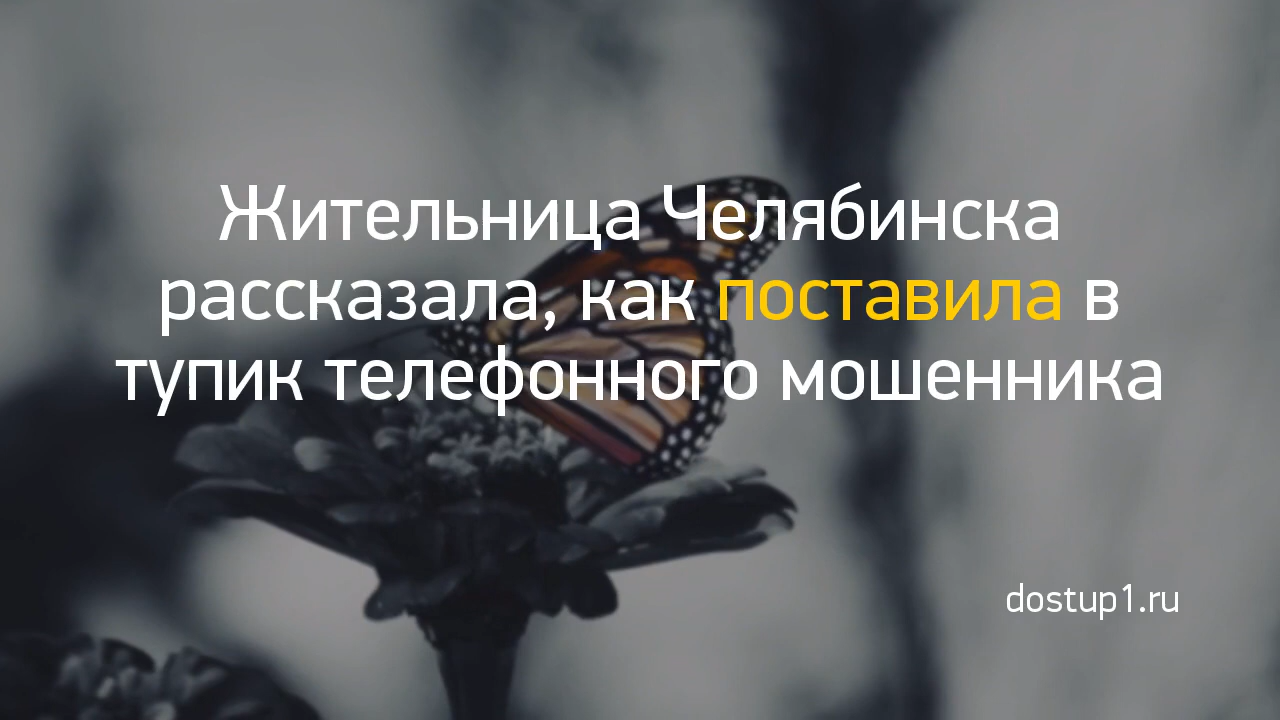 Жительница Челябинска
рассказала, как поставила в
тупик телефонного мошенника
dostup1.ru